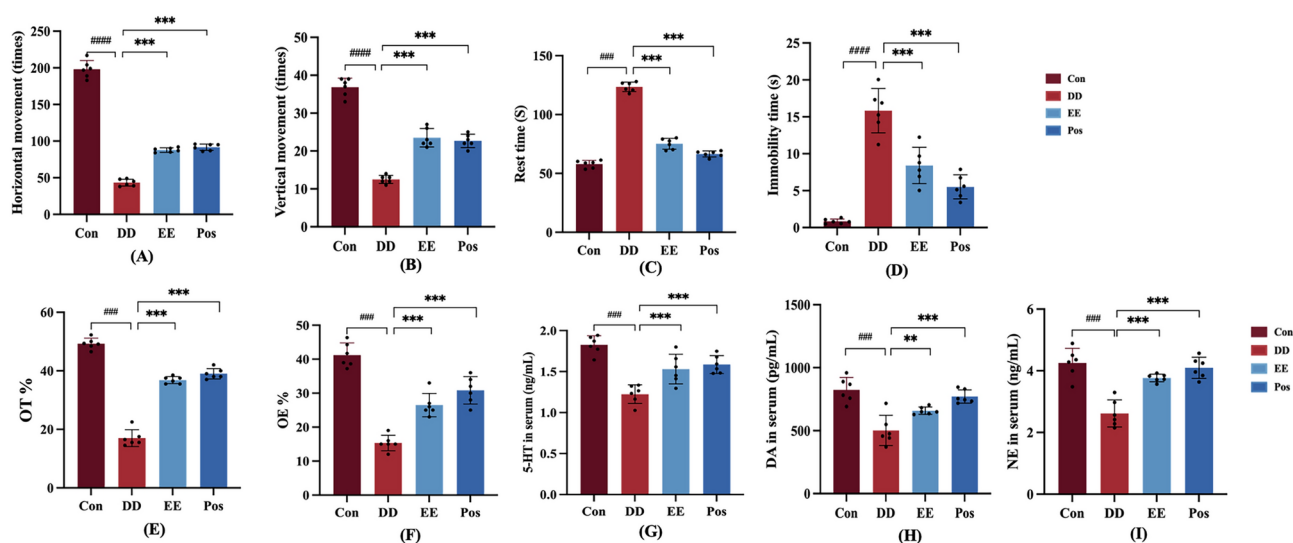 Horizontal movement (times)
250
200
150
100
50
0
####
***
***
Con
DD
EE
Pos
(A)
Vertical movement (times)
50
40
30
20
10
0
####
***
***
Con
DD
EE
Pos
(B)
Rest time (S)
150
100
50
0
###
***
***
Con
DD
EE
Pos
(C)
Immobility time (s)
25
20
15
10
5
0
####
***
***
Con
DD
EE
Pos
(D)
Con
DD
EE
Pos
OT %
60
40
20
0
###
***
***
Con
DD
EE
Pos
(E)
OE %
50
40
30
20
10
0
###
***
***
Con
DD
EE
Pos
(F)
5-HT in serum (ng/mL)
2.0
1.5
1.0
0.5
0.0
###
***
***
Con
DD
EE
Pos
(G)
DA in serum (pg/mL)
1500
1000
500
0
###
**
***
Con
DD
EE
Pos
(H)
NE in serum (ng/mL)
6
4
2
0
###
***
***
Con
DD
EE
Pos
(I)
Con
DD
EE
Pos